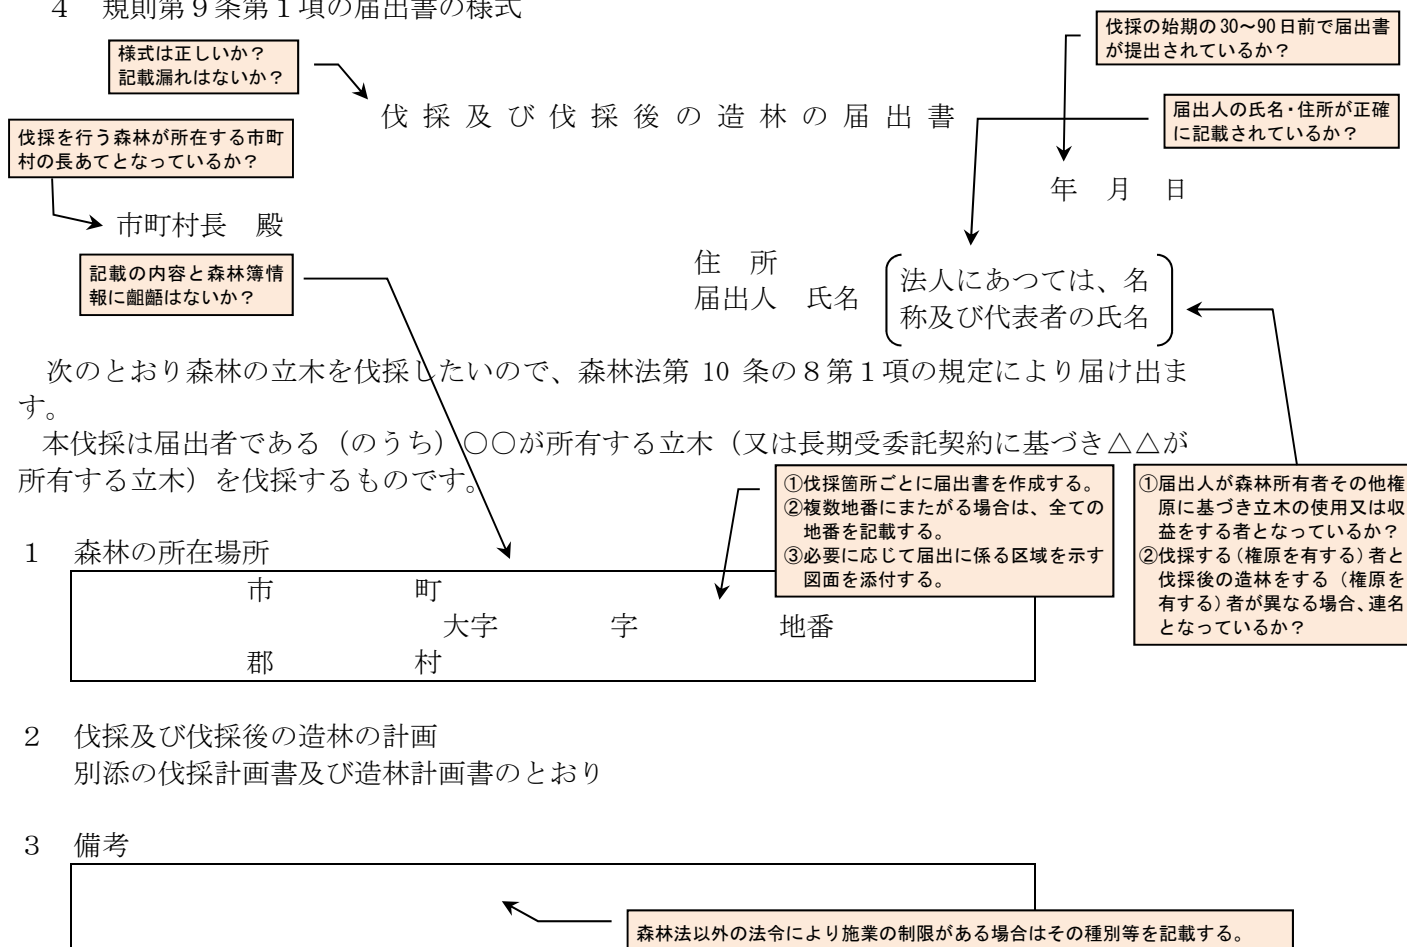 4　規則第9条第1項の届出書の様式
伐採の始期の30～90日前で届出書
が提出されているか？
様式は正しいか？
記載漏れはないか？
伐採及び伐採後の造林の届出書
届出人の氏名・住所が正確
に記載されているか？
伐採を行う森林が所在する市町
村の長あてとなっているか？
年　月　日
市町村長　殿
記載の内容と森林簿情
報に齟齬はないか？
住　所
届出人　氏名
法人にあつては、名
称及び代表者の氏名
次のとおり森林の立木を伐採したいので、森林法第 10 条の８第１項の規定により届け出ま
す。
本伐採は届出者である（のうち）○○が所有する立木（又は長期受委託契約に基づき△△が
所有する立木）を伐採するものです。
①伐採箇所ごとに届出書を作成する。
②複数地番にまたがる場合は、全ての
地番を記載する。
③必要に応じて届出に係る区域を示す
図面を添付する。
①届出人が森林所有者その他権
原に基づき立木の使用又は収
益をする者となっているか？
②伐採する（権原を有する）者と
伐採後の造林をする（権原を
有する）者が異なる場合、連名
となっているか？
１　森林の所在場所
市　町
大字　字　地番
郡　村
２　伐採及び伐採後の造林の計画
別添の伐採計画書及び造林計画書のとおり
３　備考
森林法以外の法令により施業の制限がある場合はその種別等を記載する。